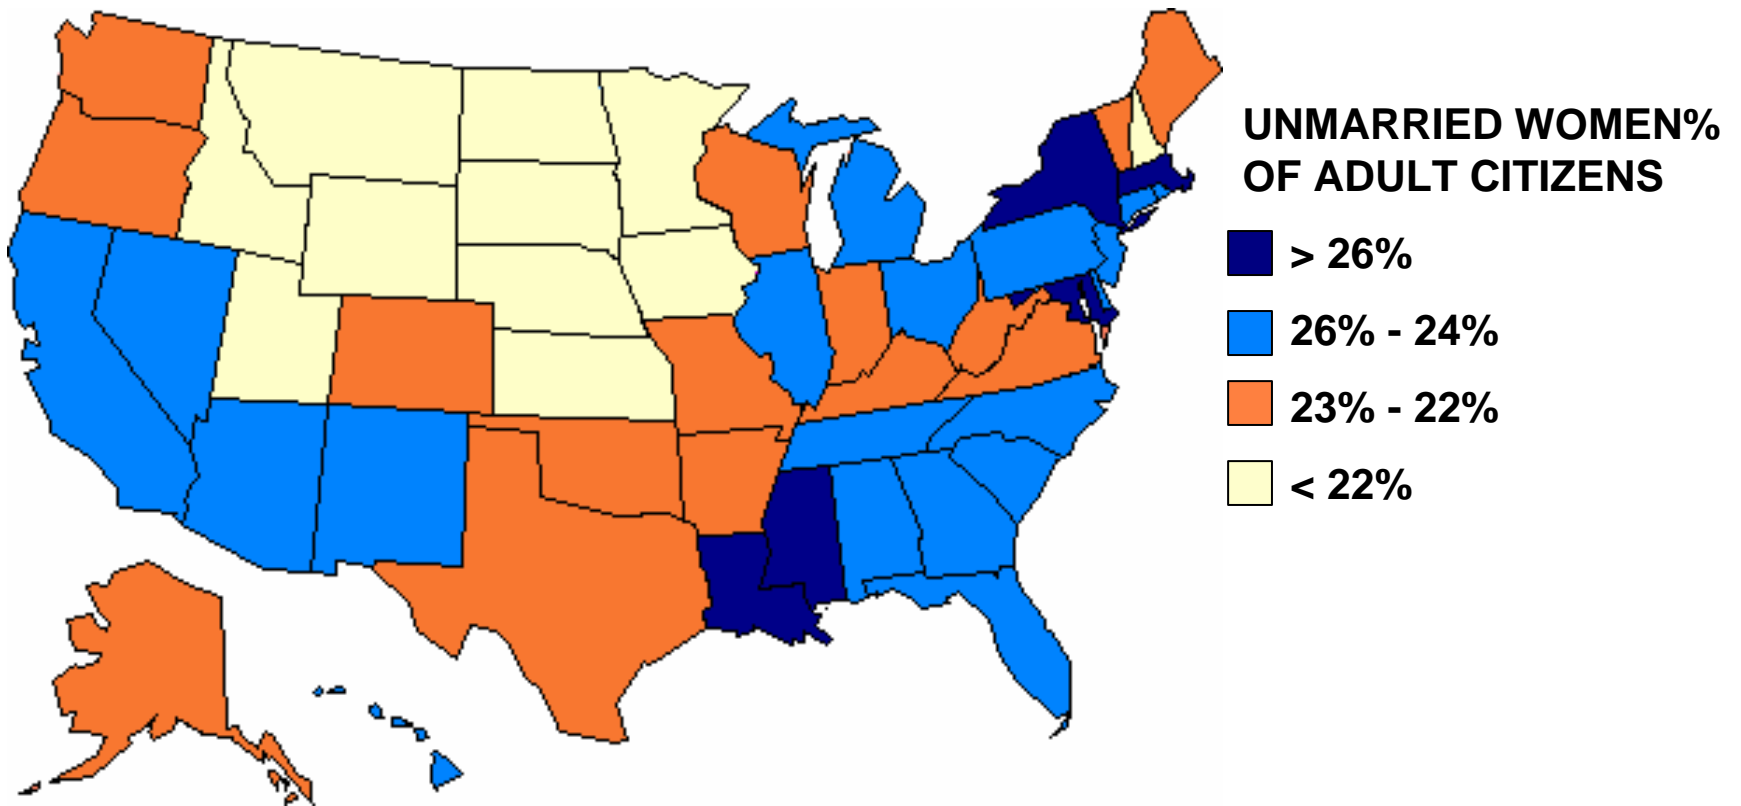 UNMARRIED WOMEN%
OF ADULT CITIZENS
> 26%
26% - 24%
23% - 22%
< 22%